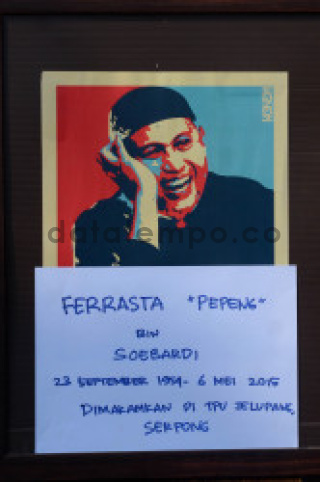 datatempo.co
FERRASTA "PEPENG"
BIN
SOEBARDI
23 SEPTEMBER 1954 - 6 MEI 2015
DIMAKAMKAN DI TPU JELUPANG,
SERPONG